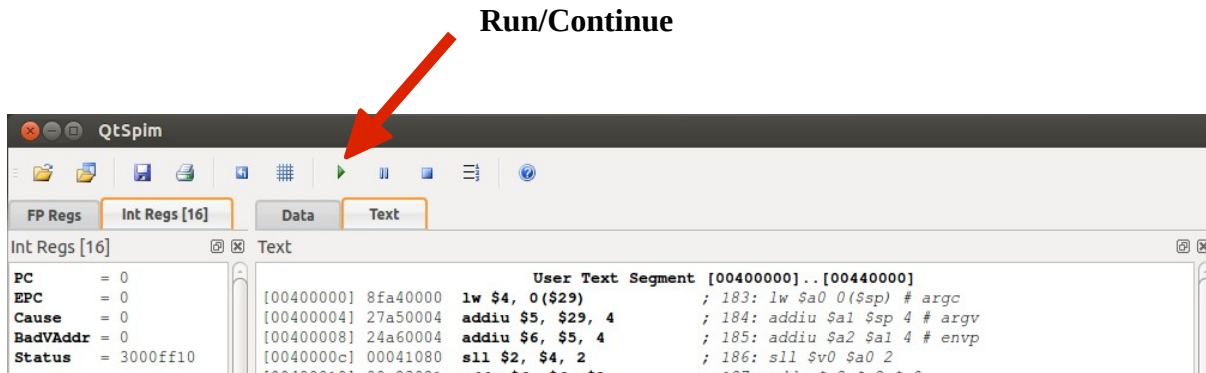 Run/Continue
QtSpim
FP Regs Int Regs [16] Data Text
Int Regs [16] Text
PC = 0 User Text Segment [00400000]..[00440000]
EPC = 0 [00400000] 8fa40000 lw $4, 0($29) ; 183: lw $a0 0($sp) # argc
Cause = 0 [00400004] 27a50004 addiu $5, $29, 4 ; 184: addiu $a1 $sp 4 # argv
BadVAddr = 0 [00400008] 24a60004 addiu $6, $5, 4 ; 185: addiu $a2 $a1 4 # envp
Status = 3000ff10 [0040000c] 00041080 sll $2, $4, 2 ; 186: sll $v0 $a0 2